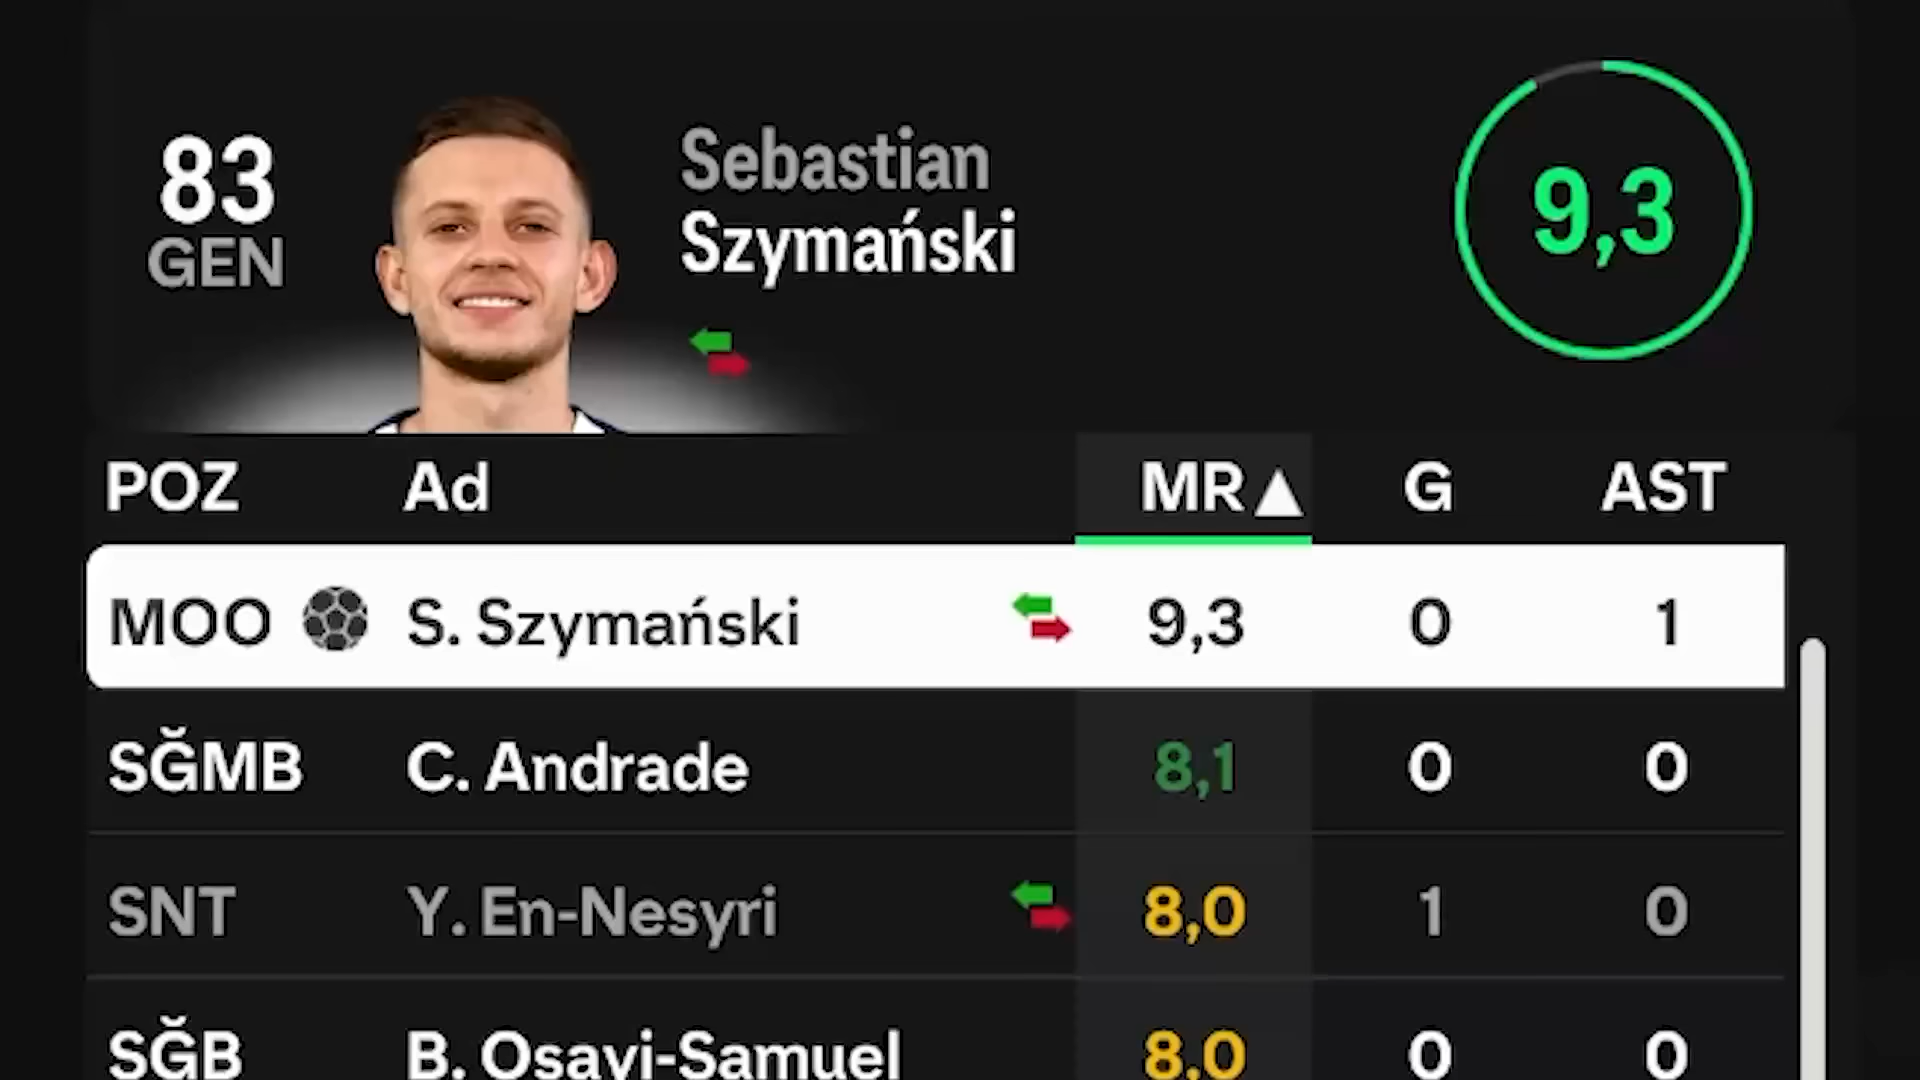 83
GEN
Sebastian
Szymański
9,3
POZ Ad MR▲ G AST
MOO S. Szymański 9,3 0 1
SĞMB C. Andrade 8,1 0 0
SNT Y. En-Nesyri 8,0 1 0
SĞB B. Osayi-Samuel 8,0 0 0